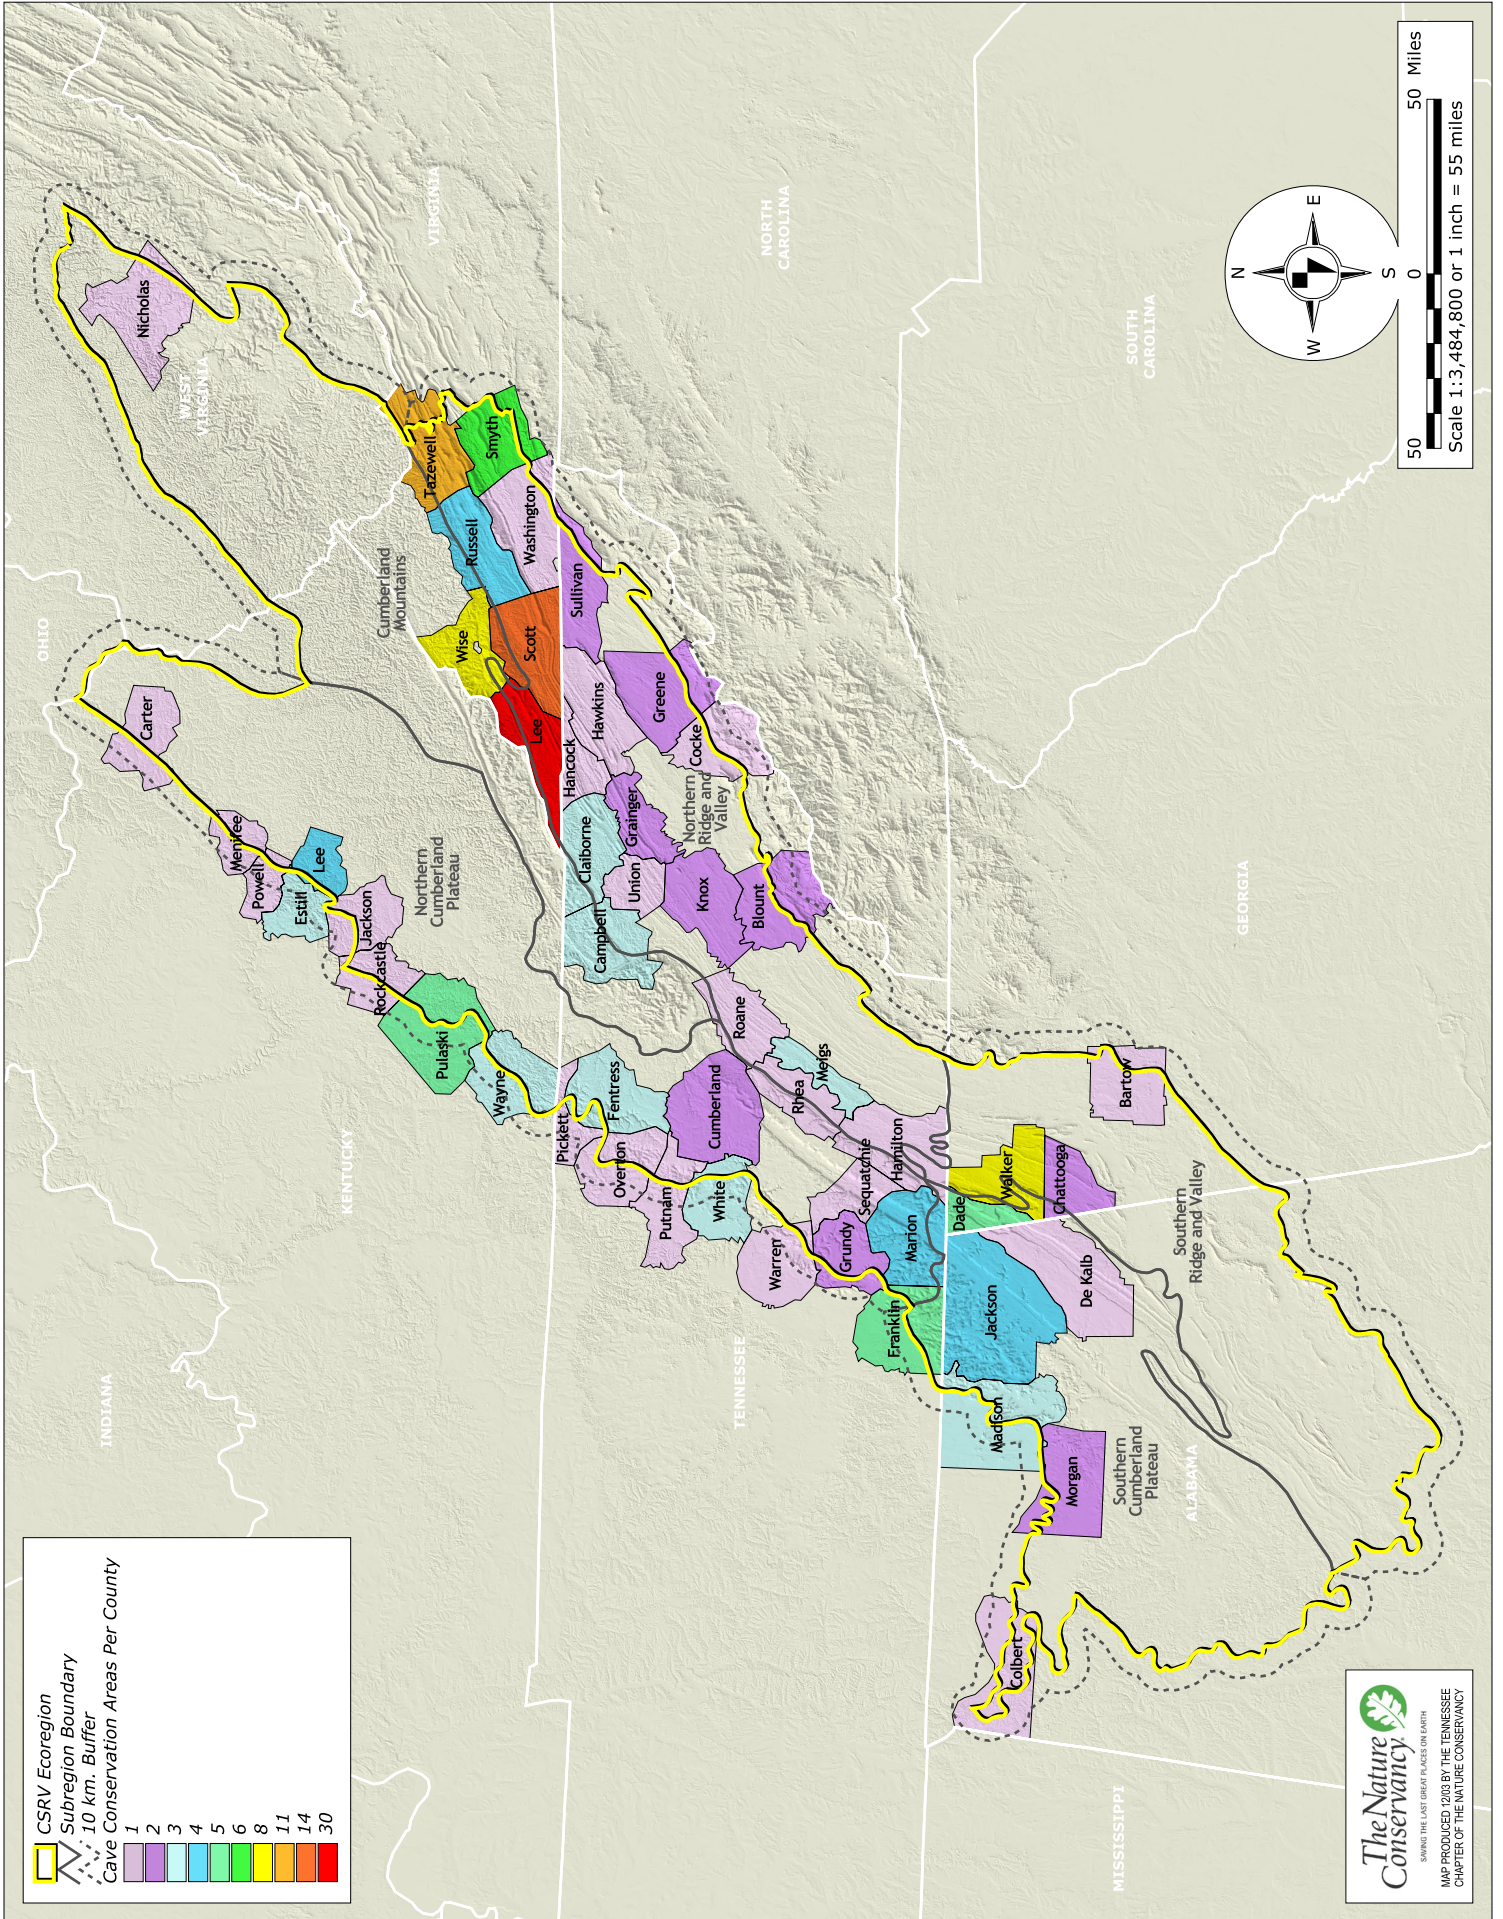 CSRV Ecoregion
Subregion Boundary
10 km. Buffer
Cave Conservation Areas Per County
1
2
3
4
5
6
8
11
14
30
INDIANA
OHIO
KENTUCKY
WEST
VIRGINIA
VIRGINIA
NORTH
CAROLINA
SOUTH
CAROLINA
TENNESSEE
GEORGIA
ALABAMA
MISSISSIPPI
Cumberland
Mountains
Northern
Cumberland
Plateau
Northern
Ridge and
Valley
Southern
Cumberland
Plateau
Southern
Ridge and Valley
Nicholas
Carter
Menifee
Powell
Lee
Estill
Jackson
Rockcastle
Pulaski
Wayne
Tazewell
Smyth
Russell
Washington
Wise
Scott
Lee
Sullivan
Hawkins
Hancock
Greene
Cocke
Claiborne
Grainger
Union
Campbell
Knox
Blount
Roane
Meigs
Rhea
Hamilton
Pickett
Fentress
Overton
Cumberland
Putnam
White
Warren
Sequatchie
Grundy
Marion
Franklin
Dade
Walker
Chattooga
Bartow
Jackson
De Kalb
Madison
Morgan
Colbert
N
W
E
S
50
0
50
Miles
Scale 1:3,484,800 or 1 inch = 55 miles
The Nature
Conservancy.
SAVING THE LAST GREAT PLACES ON EARTH
MAP PRODUCED 12/03 BY THE TENNESSEE
CHAPTER OF THE NATURE CONSERVANCY